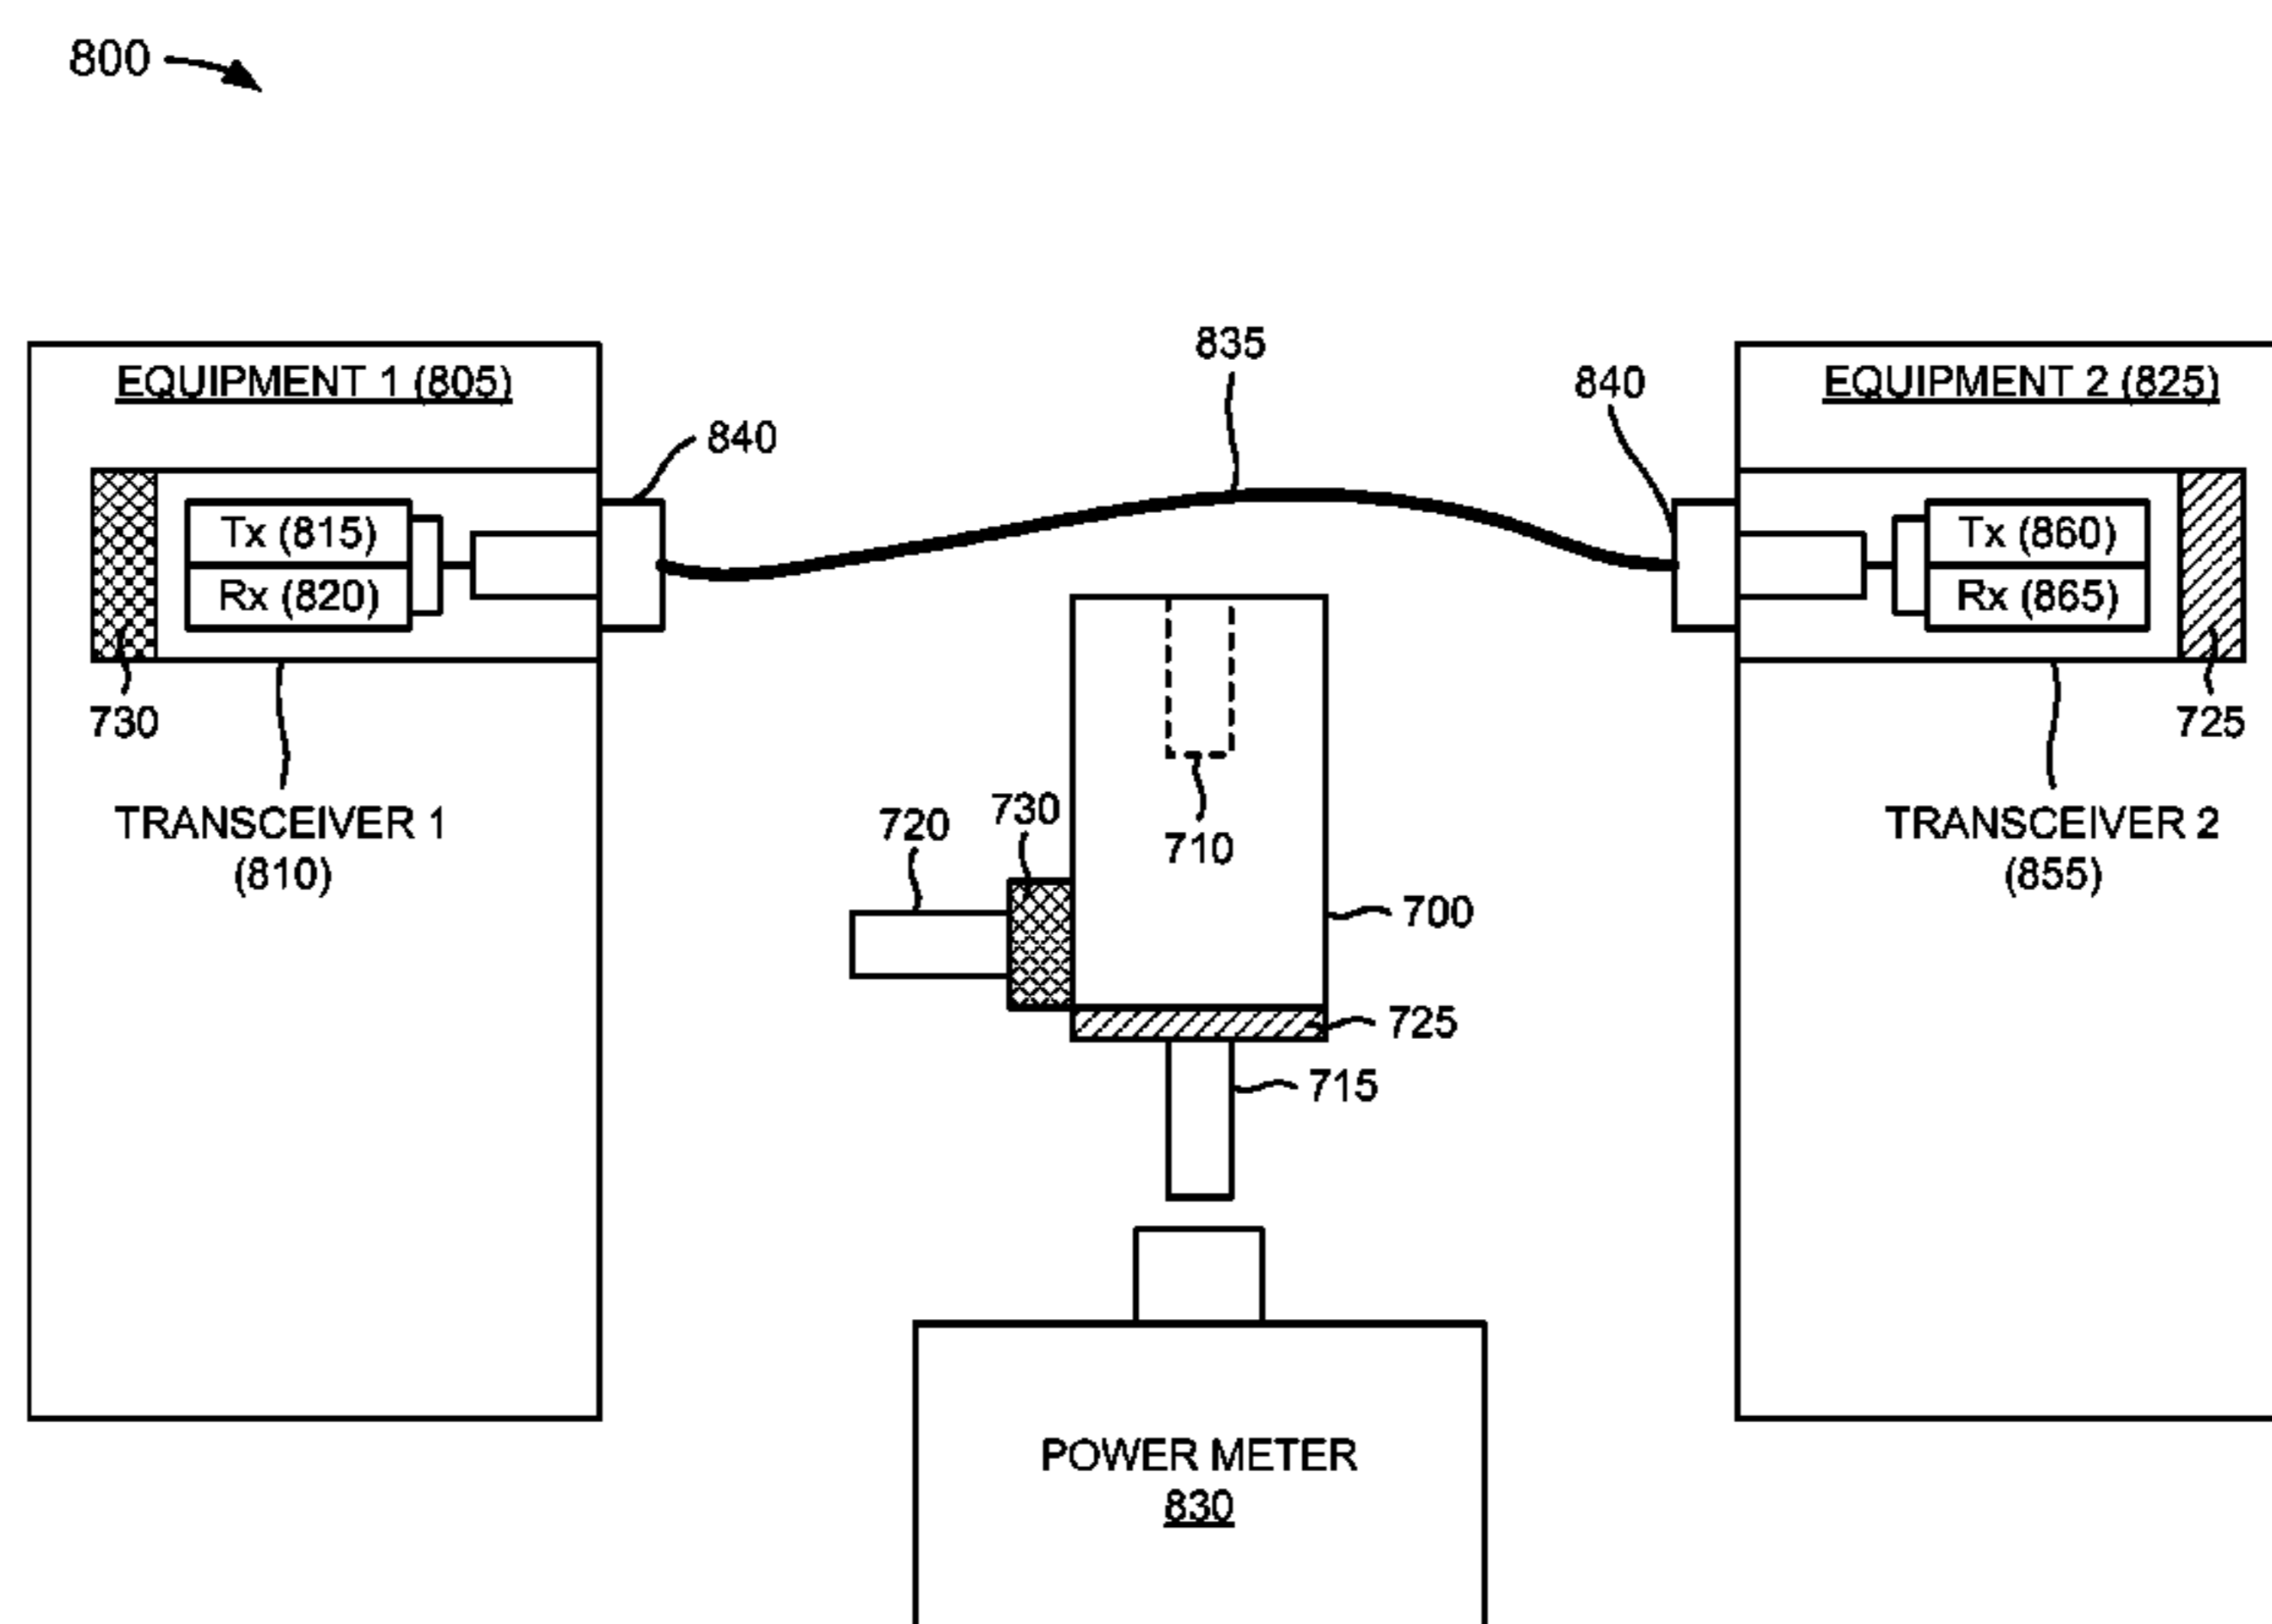 800
835
EQUIPMENT 1 (805)
840
EQUIPMENT 2 (825)
840
Tx (815)
Rx (820)
Tx (860)
Rx (865)
730
725
TRANSCEIVER 1
(810)
720
730
710
TRANSCEIVER 2
(855)
700
725
715
POWER METER
830